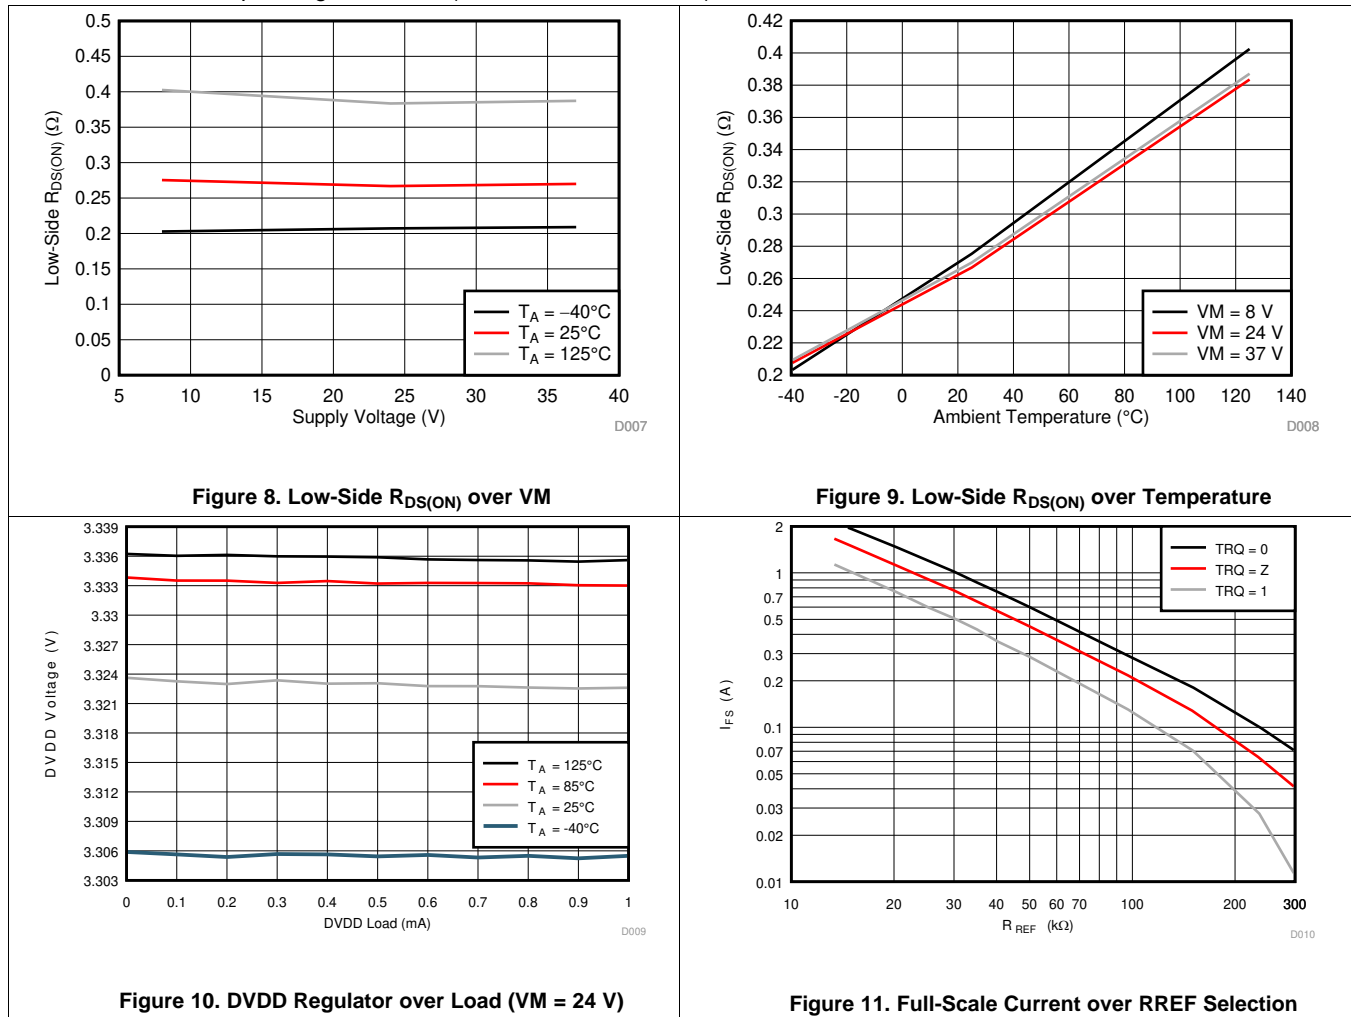 0.5
0.45
0.4
0.35
0.3
0.25
0.2
0.15
0.1
0.05
0
Low-Side RDS(ON) (Ω)
TA = −40°C
TA = 25°C
TA = 125°C
5 10 15 20 25 30 35 40
Supply Voltage (V)
D007
Figure 8. Low-Side RDS(ON) over VM
0.42
0.4
0.38
0.36
0.34
0.32
0.3
0.28
0.26
0.24
0.22
0.2
Low-Side RDS(ON) (Ω)
VM = 8 V
VM = 24 V
VM = 37 V
-40 -20 0 20 40 60 80 100 120 140
Ambient Temperature (°C)
D008
Figure 9. Low-Side RDS(ON) over Temperature
3.339
3.336
3.333
3.33
3.327
3.324
3.321
3.318
3.315
3.312
3.309
3.306
3.303
DVDD Voltage (V)
TA = 125°C
TA = 85°C
TA = 25°C
TA = -40°C
0 0.1 0.2 0.3 0.4 0.5 0.6 0.7 0.8 0.9 1
DVDD Load (mA)
D009
Figure 10. DVDD Regulator over Load (VM = 24 V)
2
1
0.7
0.5
0.3
0.2
0.1
0.07
0.05
0.03
0.02
0.01
IFS (A)
TRQ = 0
TRQ = Z
TRQ = 1
10 20 30 40 50 60 70 100 200 300
RREF (kΩ)
D010
Figure 11. Full-Scale Current over RREF Selection